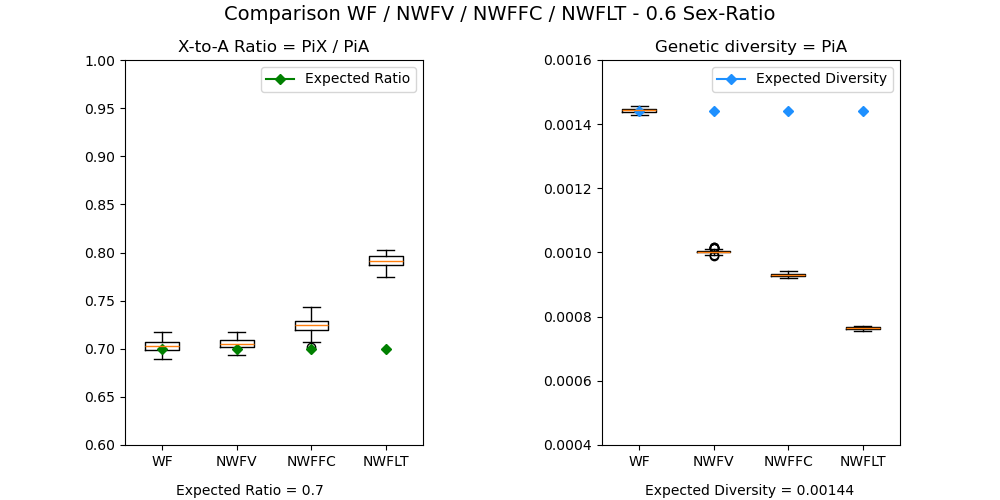 Comparison WF / NWFV / NWFFC / NWFLT - 0.6 Sex-Ratio
X-to-A Ratio = PiX / PiA
1.00
0.95
0.90
0.85
0.80
0.75
0.70
0.65
0.60
Expected Ratio
WF NWFV NWFFC NWFLT
Expected Ratio = 0.7
Genetic diversity = PiA
0.0016
0.0014
0.0012
0.0010
0.0008
0.0006
0.0004
Expected Diversity
WF NWFV NWFFC NWFLT
Expected Diversity = 0.00144